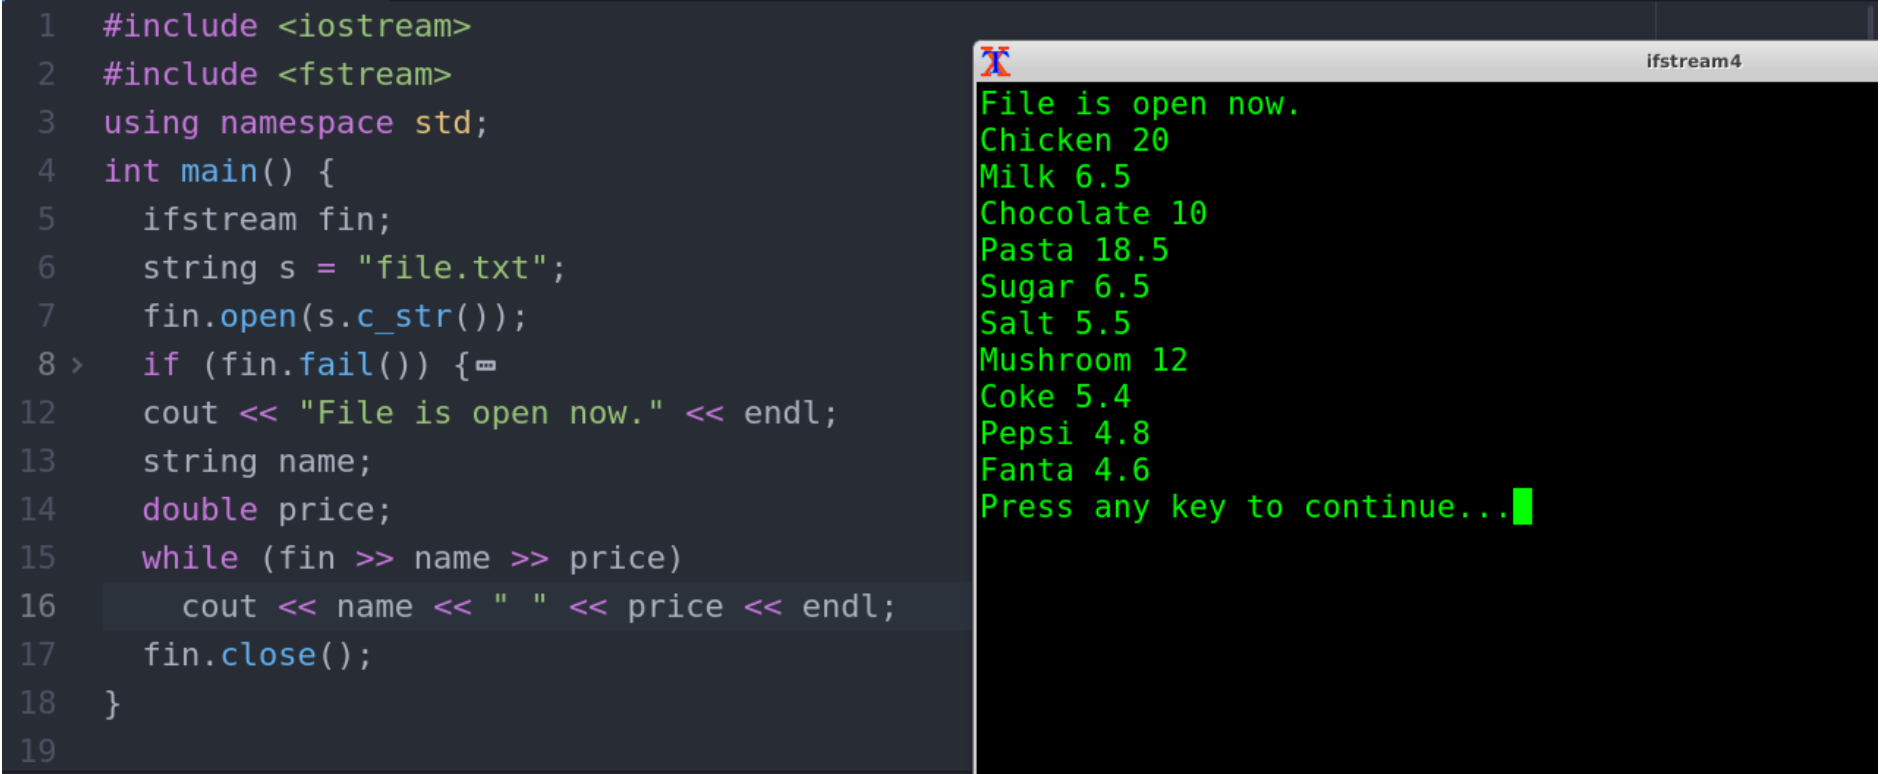 1 #include <iostream>
2 #include <fstream>
3 using namespace std;
4 int main() {
5   ifstream fin;
6   string s = "file.txt";
7   fin.open(s.c_str());
8 >   if (fin.fail()) {⋯
12   cout << "File is open now." << endl;
13   string name;
14   double price;
15   while (fin >> name >> price)
16     cout << name << " " << price << endl;
17   fin.close();
18 }
19
ifstream4
File is open now.
Chicken 20
Milk 6.5
Chocolate 10
Pasta 18.5
Sugar 6.5
Salt 5.5
Mushroom 12
Coke 5.4
Pepsi 4.8
Fanta 4.6
Press any key to continue...